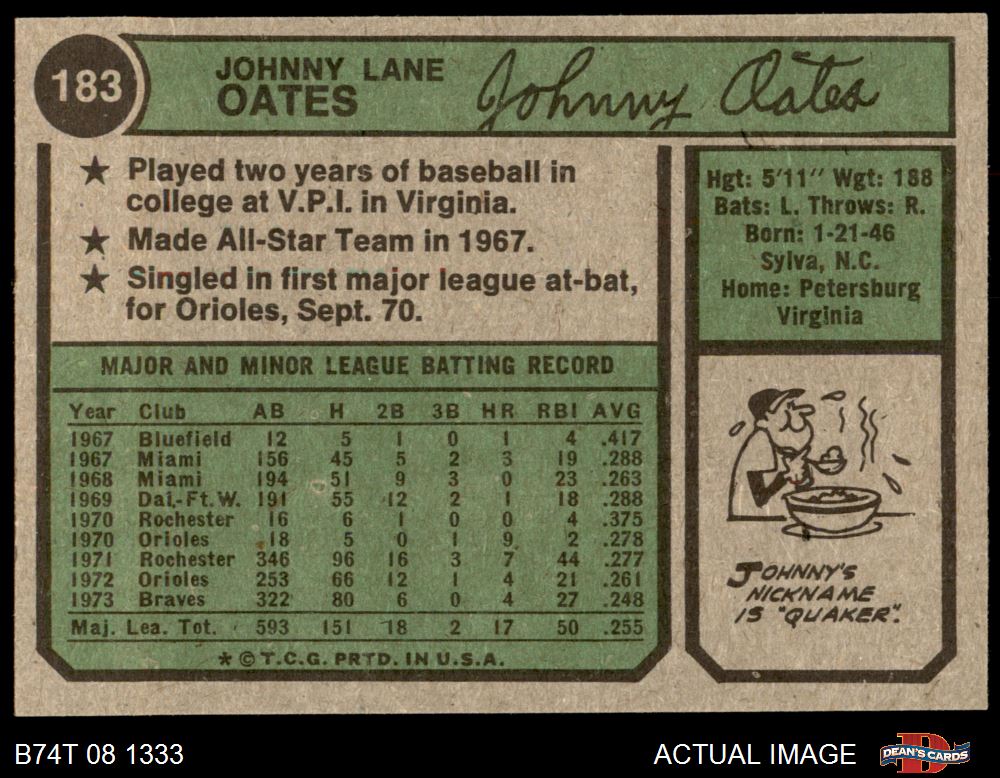 183
JOHNNY LANE
OATES
Johnny Oates
★ Played two years of baseball in
college at V.P.I. in Virginia.
★ Made All-Star Team in 1967.
★ Singled in first major league at-bat,
for Orioles, Sept. 70.
Hgt: 5'11" Wgt: 188
Bats: L. Throws: R.
Born: 1-21-46
Sylva, N.C.
Home: Petersburg
Virginia
MAJOR AND MINOR LEAGUE BATTING RECORD
Year Club AB H 2B 3B HR RBI AVG
1967 Bluefield 12 5 1 0 1 4 .417
1967 Miami 156 45 5 2 3 19 .288
1968 Miami 194 51 9 3 0 23 .263
1969 Dal.-Ft.W. 191 55 12 2 1 18 .288
1970 Rochester 16 6 1 0 0 4 .375
1970 Orioles 18 5 0 1 9 2 .278
1971 Rochester 346 96 16 3 7 44 .277
1972 Orioles 253 66 12 1 4 21 .261
1973 Braves 322 80 6 0 4 27 .248
Maj. Lea. Tot. 593 151 18 2 17 50 .255
* © T.C.G. PRTD. IN U.S.A.
JOHNNY'S
NICKNAME
IS "QUAKER".
B74T 08 1333
ACTUAL IMAGE
DEAN'S CARDS